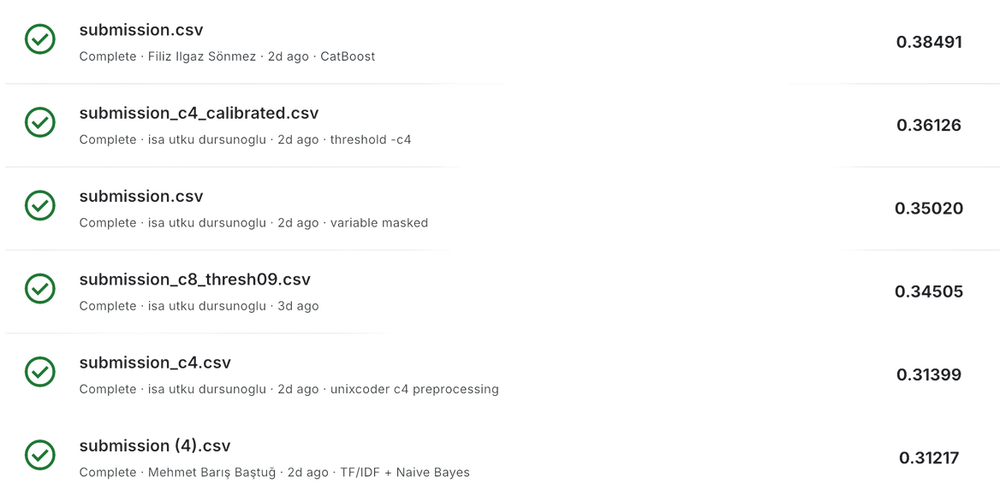 submission.csv
0.38491
Complete · Filiz Ilgaz Sönmez · 2d ago · CatBoost
submission_c4_calibrated.csv
0.36126
Complete · isa utku dursunoglu · 2d ago · threshold -c4
submission.csv
0.35020
Complete · isa utku dursunoglu · 2d ago · variable masked
submission_c8_thresh09.csv
0.34505
Complete · isa utku dursunoglu · 3d ago
submission_c4.csv
0.31399
Complete · isa utku dursunoglu · 2d ago · unixcoder c4 preprocessing
submission (4).csv
0.31217
Complete · Mehmet Barış Baştuğ · 2d ago · TF/IDF + Naive Bayes